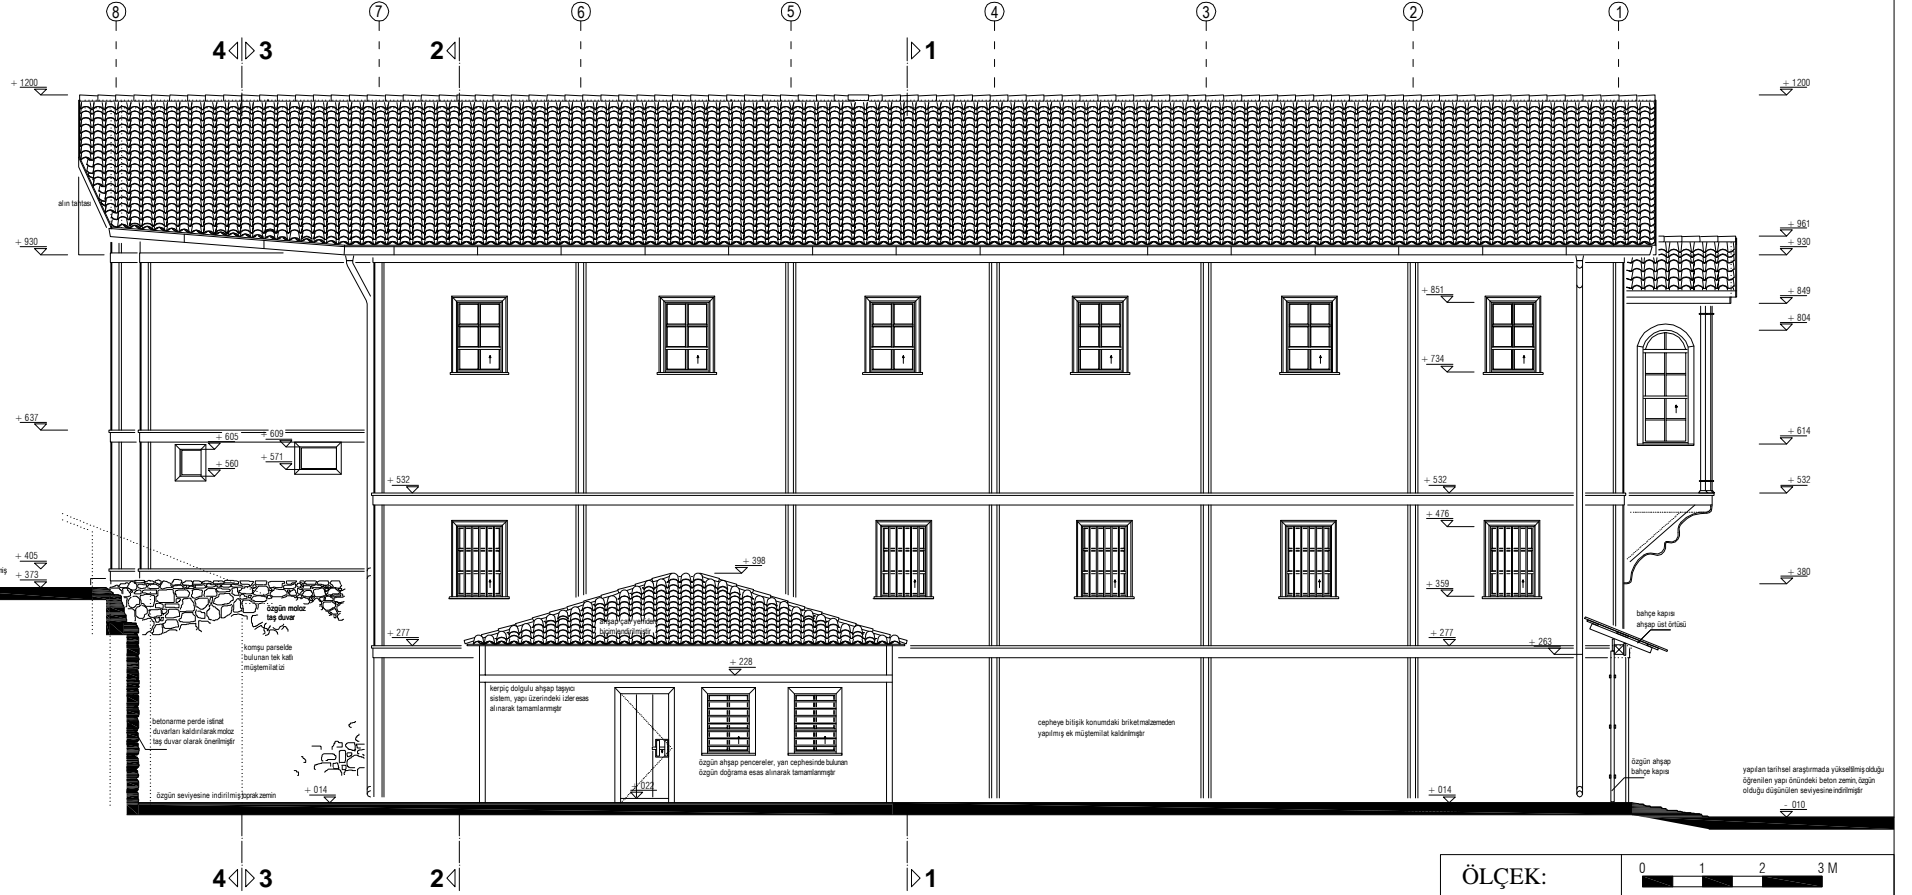 8 7 6 5 4 3 2 1
4 3 2 1
+ 1200 + 1200
alın tahtası
+ 961
+ 930 + 930
+ 851 + 849
+ 804
+ 734
+ 637
+ 605 + 609
+ 614
+ 560 + 571
+ 532 + 532 + 532
+ 476
+ 405 + 398
+ 373 + 380
+ 359
özgün moloz
taş duvar
bahçe kapısı
ahşap üst örtüsü
ahşap çatı yeniden
biçimlendirilmiştir
+ 277 + 277 + 263
komşu parselde
bulunan tek katlı
müştemilat izi
+ 228
kerpiç dolgulu ahşap taşıyıcı
sistem, yapı üzerindeki izler esas
alınarak tamamlanmıştır
betonarme perde istinat
duvarları kaldırılarak moloz
taş duvar olarak önerilmiştir
cepheye bitişik konumdaki briket malzemeden
yapılmış ek müştemilat kaldırılmıştır
özgün ahşap pencereler, yan cephesinde bulunan
özgün doğrama esas alınarak tamamlanmıştır
özgün ahşap
bahçe kapısı
yapılan tarihsel araştırmada yükseltilmiş olduğu
öğrenilen yapı önündeki beton zemin, özgün
olduğu düşünülen seviyesine indirilmiştir
özgün seviyesine indirilmiş toprak zemin
+ 014 + 022 + 014
- 010
4 3 2 1
ÖLÇEK:
0 1 2 3 M